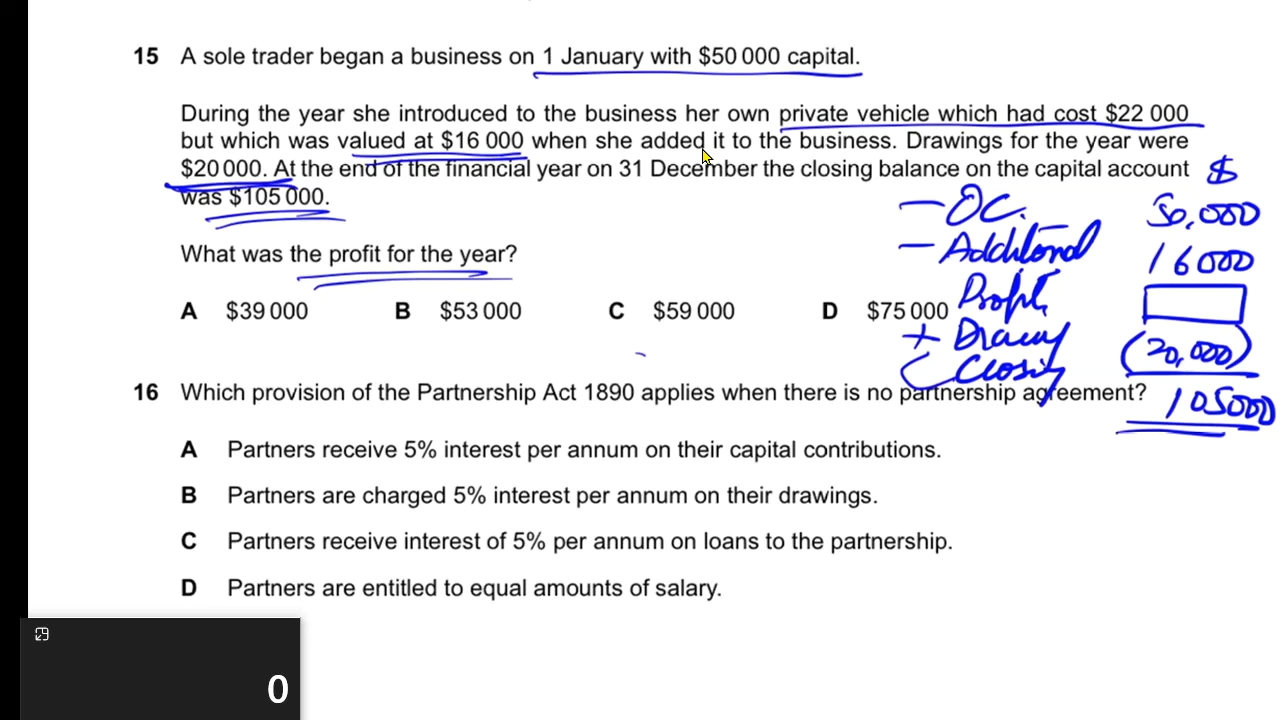 15 A sole trader began a business on 1 January with $50 000 capital.
During the year she introduced to the business her own private vehicle which had cost $22 000
but which was valued at $16 000 when she added it to the business. Drawings for the year were
$20 000. At the end of the financial year on 31 December the closing balance on the capital account
was $105 000.
$
– OC. 50,000
– Additional 16000
What was the profit for the year?
Profit
A $39 000 B $53 000 C $59 000 D $75 000
+ Drawing (20,000)
Closing
16 Which provision of the Partnership Act 1890 applies when there is no partnership agreement?
105000
A Partners receive 5% interest per annum on their capital contributions.
B Partners are charged 5% interest per annum on their drawings.
C Partners receive interest of 5% per annum on loans to the partnership.
D Partners are entitled to equal amounts of salary.
0